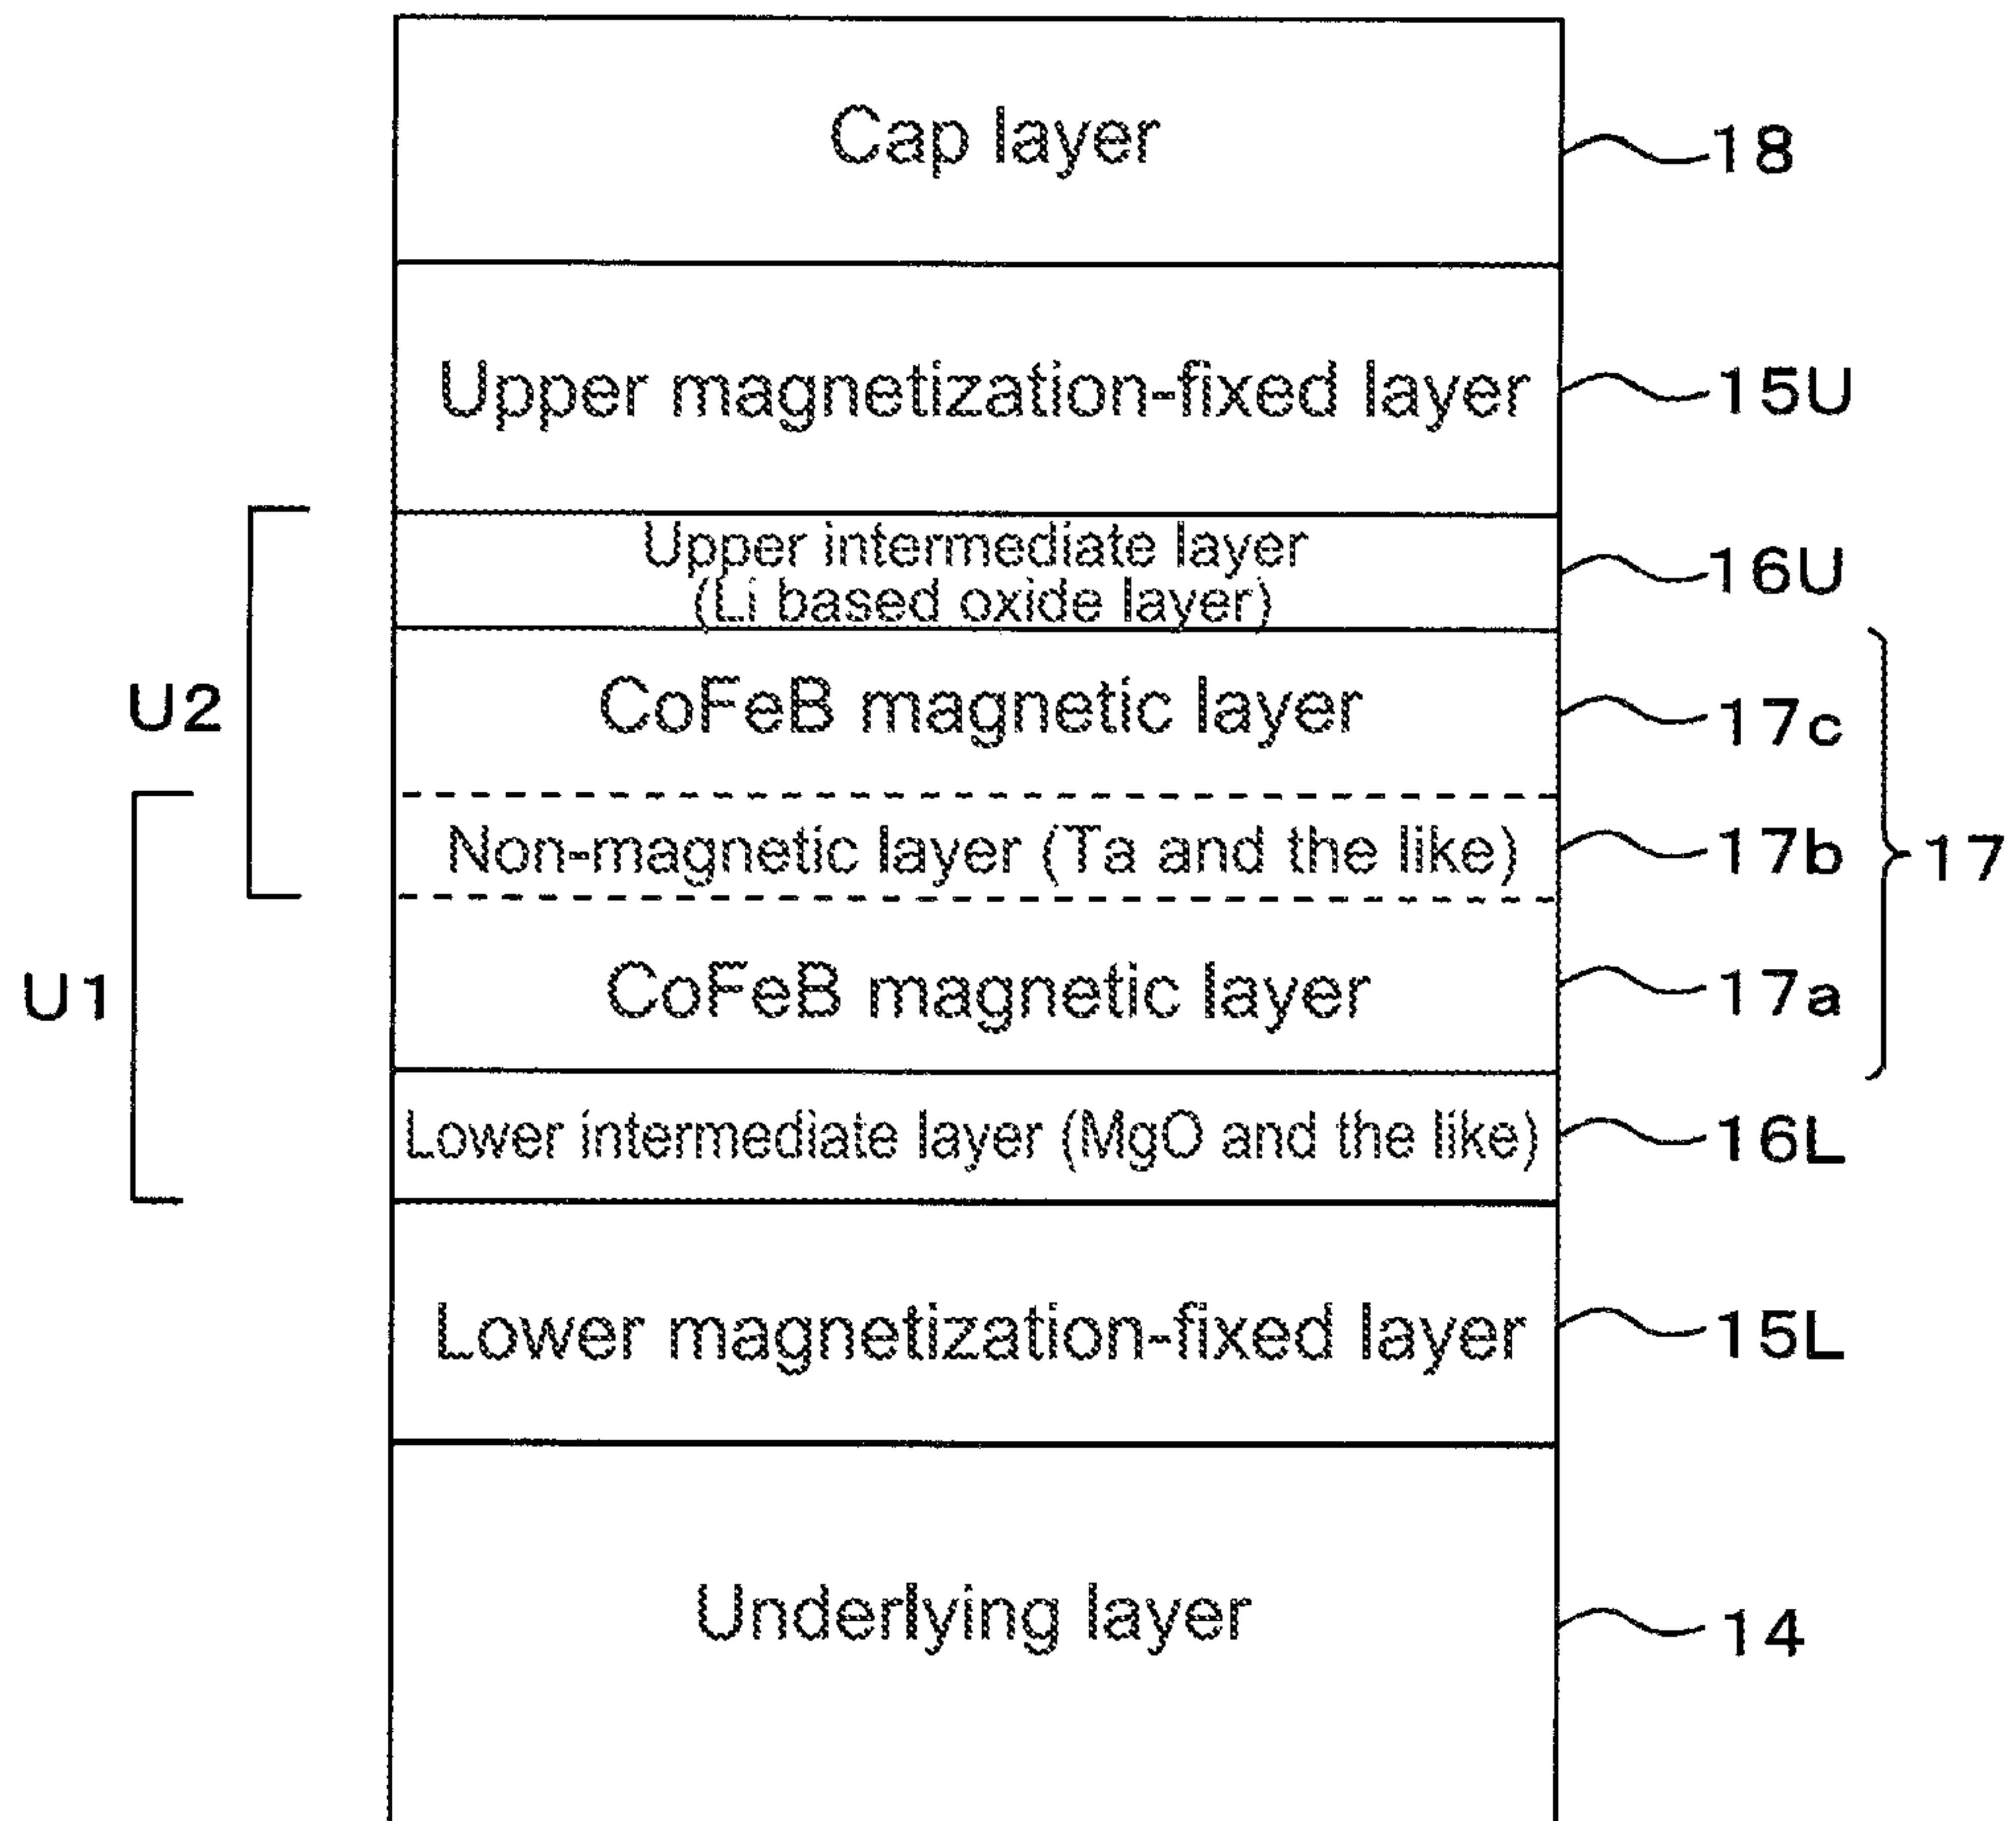 Cap layer 18
Upper magnetization-fixed layer 15U
Upper intermediate layer
(Li based oxide layer) 16U
U2
CoFeB magnetic layer 17c
Non-magnetic layer (Ta and the like) 17b
17
U1
CoFeB magnetic layer 17a
Lower intermediate layer (MgO and the like) 16L
Lower magnetization-fixed layer 15L
Underlying layer 14